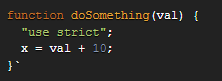 function doSomething(val) {
  "use strict";
  x = val + 10;
}`